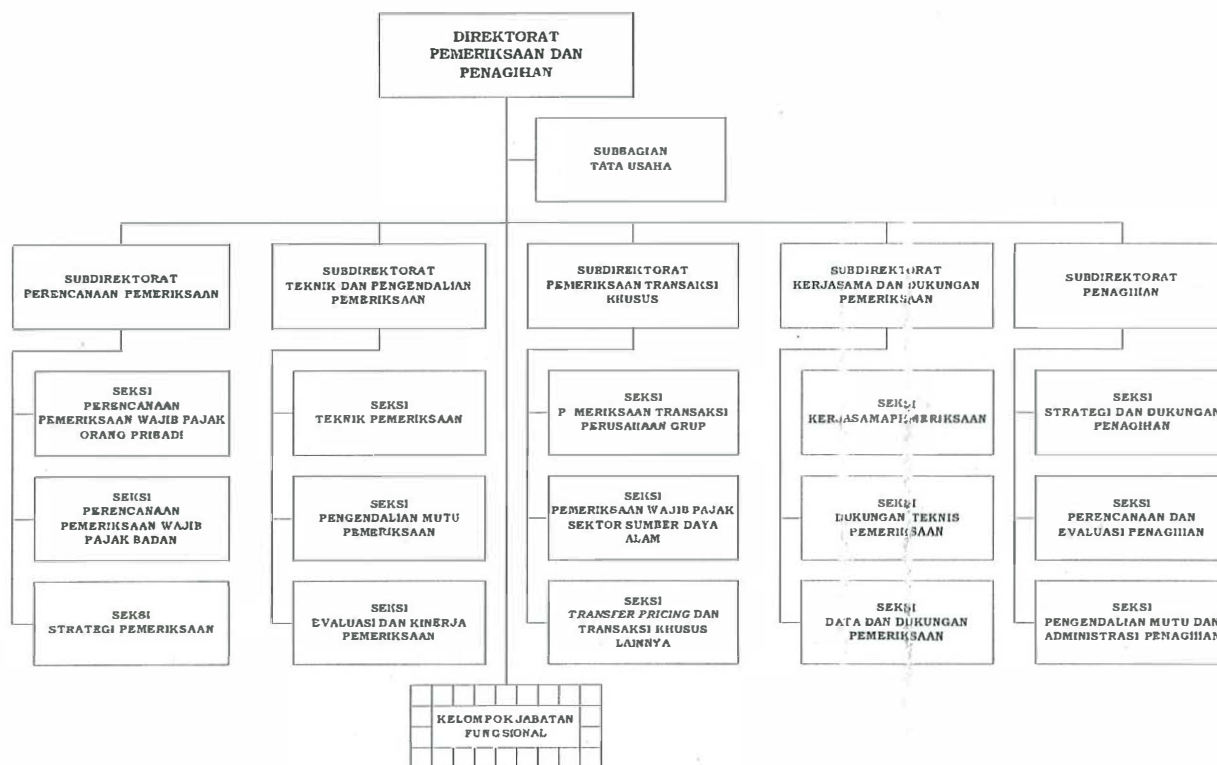 DIREKTORAT
PEMERIKSAAN DAN
PENAGIHAN
SUBBAGIAN
TATA USAHA
SUBDIREKTORAT
PERENCANAAN PEMERIKSAAN
SUBDIREKTORAT
TEKNIK DAN PENGENDALIAN
PEMERIKSAAN
SUBDIREKTORAT
PEMERIKSAAN TRANSAKSI
KHUSUS
SUBDIREKTORAT
KERJASAMA DAN DUKUNGAN
PEMERIKSAAN
SUBDIREKTORAT
PENAGIHAN
SEKSI
PERENCANAAN
PEMERIKSAAN WAJIB PAJAK
ORANG PRIBADI
SEKSI
TEKNIK PEMERIKSAAN
SEKSI
P MERIKSAAN TRANSAKSI
PERUSAHAAN GRUP
SEKSI
KERJASAMA PEMERIKSAAN
SEKSI
STRATEGI DAN DUKUNGAN
PENAGIHAN
SEKSI
PERENCANAAN
PEMERIKSAAN WAJIB
PAJAK BADAN
SEKSI
PENGENDALIAN MUTU
PEMERIKSAAN
SEKSI
PEMERIKSAAN WAJIB PAJAK
SEKTOR SUMBER DAYA
ALAM
SEKSI
DUKUNGAN TEKNIS
PEMERIKSAAN
SEKSI
PERENCANAAN DAN
EVALUASI PENAGIHAN
SEKSI
STRATEGI PEMERIKSAAN
SEKSI
EVALUASI DAN KINERJA
PEMERIKSAAN
SEKSI
TRANSFER PRICING DAN
TRANSAKSI KHUSUS
LAINNYA
SEKSI
DATA DAN DUKUNGAN
PEMERIKSAAN
SEKSI
PENGENDALIAN MUTU DAN
ADMINISTRASI PENAGIHAN
KELOMPOK JABATAN
FUNGSIONAL